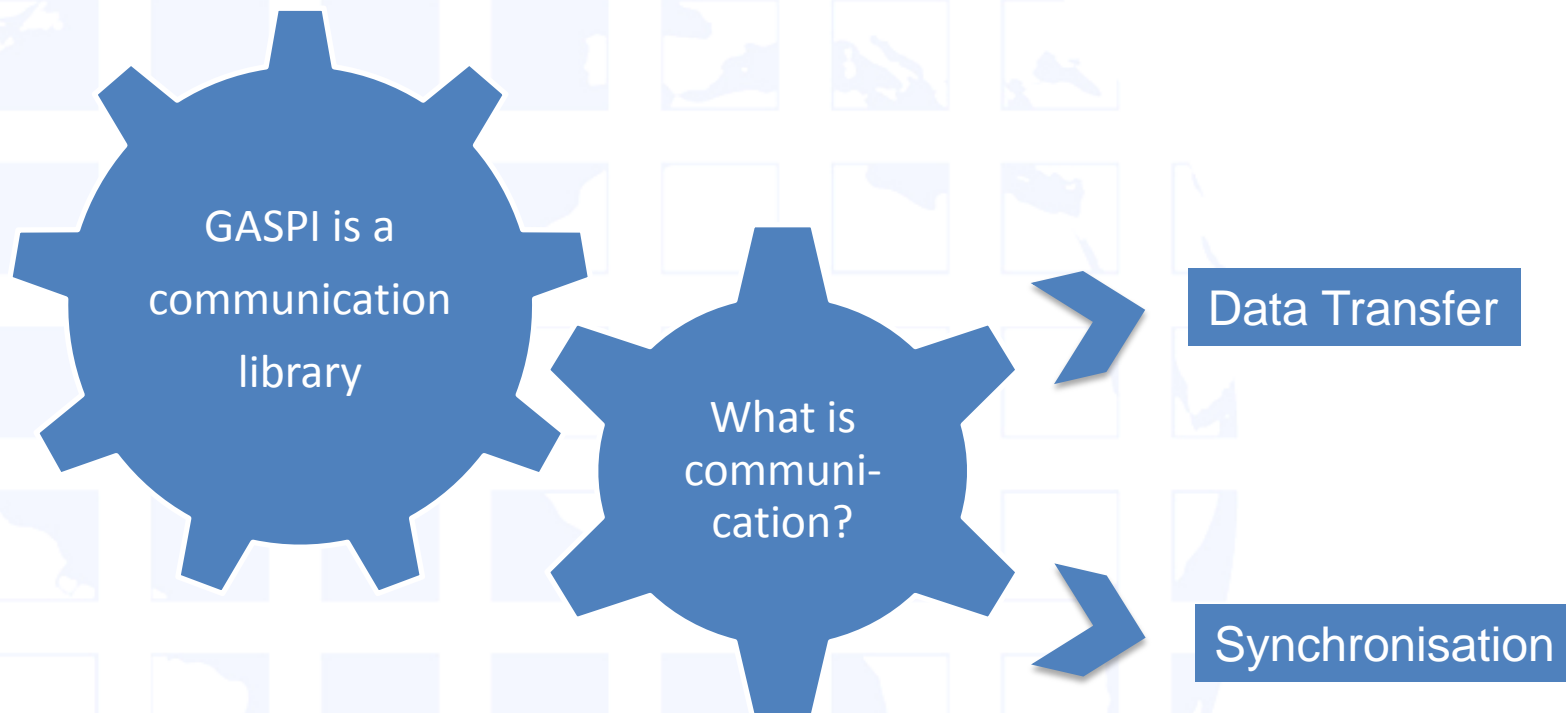 GASPI is a
communication
library
What is
communi-
cation?
Data Transfer
Synchronisation